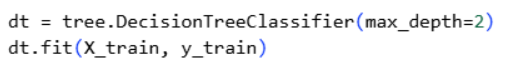 dt = tree.DecisionTreeClassifier(max_depth=2)
dt.fit(X_train, y_train)